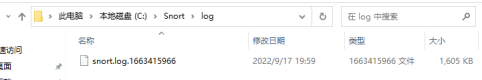 此电脑 > 本地磁盘 (C:) > Snort > log
在 log 中搜索
名称 修改日期 类型 大小
速访问
snort.log.1663415966 2022/9/17 19:59 1663415966 文件 1,605 KB
桌面